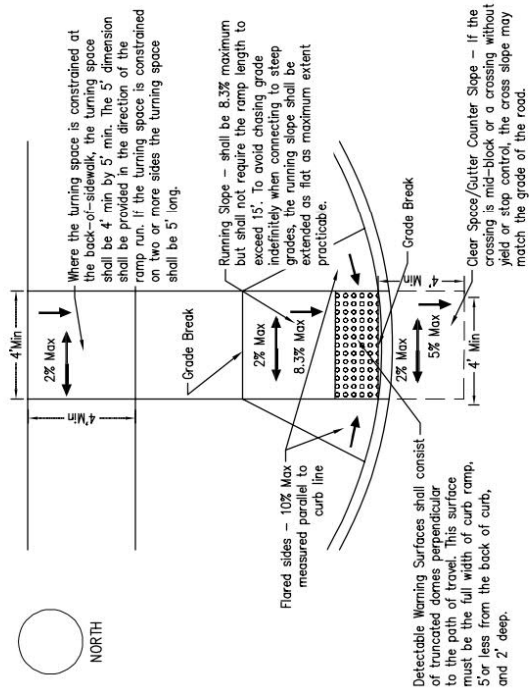 NORTH
4'Min
2% Max
4'Min
Where the turning space is constrained at
the back-of-sidewalk, the turning space
shall be 4' min by 5' min. The 5' dimension
shall be provided in the direction of the
ramp run. If the turning space is constrained
on two or more sides the turning space
shall be 5' long.
Grade Break
Running Slope - shall be 8.3% maximum
but shall not require the ramp length to
exceed 15'. To avoid chasing grade
indefinitely when connecting to steep
grades, the running slope shall be
extended as flat as maximum extent
practicable.
2% Max
8.3% Max
Flared sides - 10% Max
measured parallel to
curb line
Grade Break
Detectable Warning Surfaces shall consist
of truncated domes perpendicular
to the path of travel. This surface
must be the full width of curb ramp,
5'or less from the back of curb,
and 2' deep.
2% Max
5% Max
4' Min
4' Min
Clear Spcce/Gutter Counter Slope - If the
crossing is mid-block or a crossing without
yield or stop control, the cross slope may
match the grade of the road.